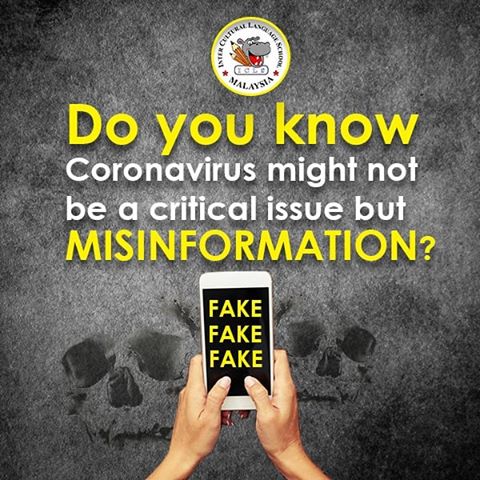 INTER CULTURAL LANGUAGE SCHOOL
ICLS
MALAYSIA
Do you know
Coronavirus might not
be a critical issue but
MISINFORMATION?
FAKE
FAKE
FAKE